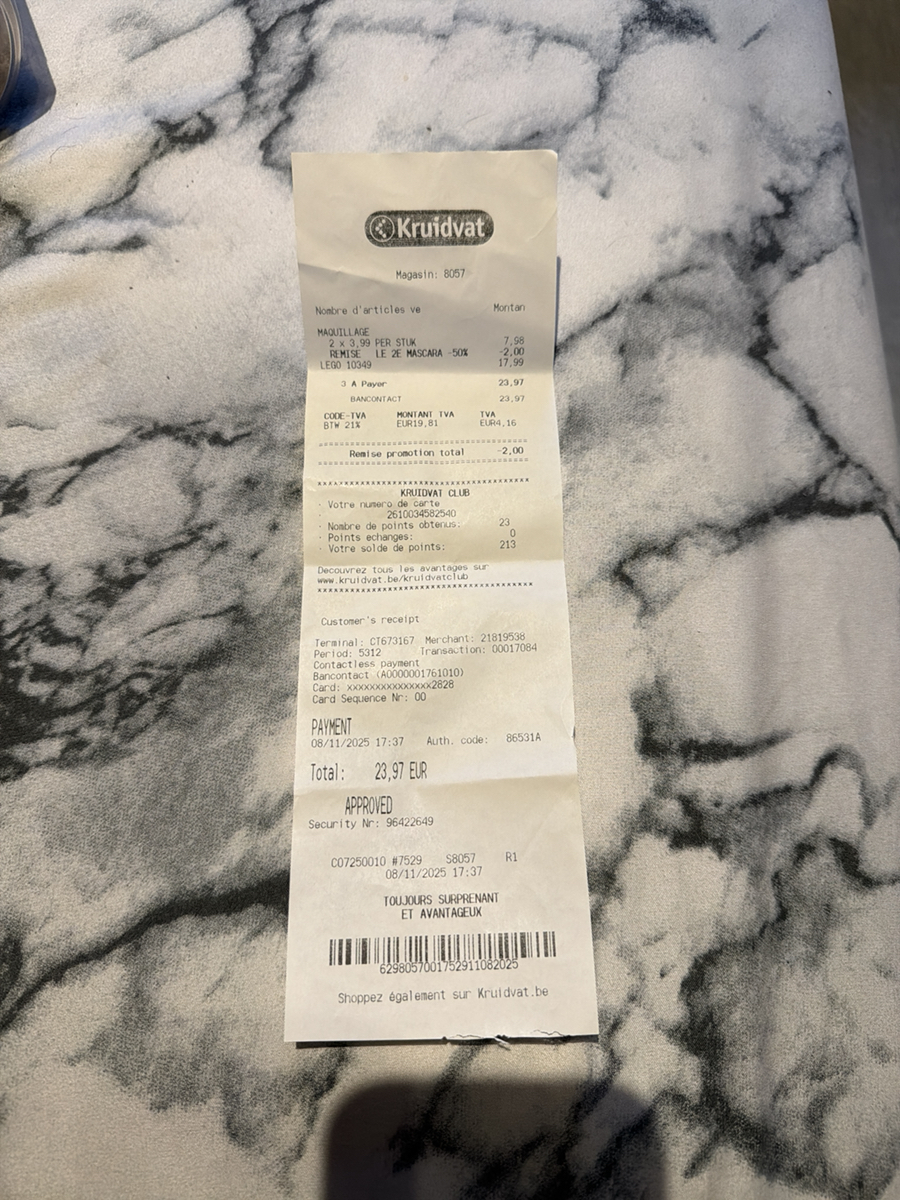 Kruidvat
Magasin: 8057
Nombre d'articles ve Montan
MAQUILLAGE
2 x 3,99 PER STUK 7,98
REMISE LE 2E MASCARA -50% -2,00
LEGO 10349 17,99
3 A Payer 23,97
BANCONTACT 23,97
CODE-TVA MONTANT TVA TVA
BTW 21% EUR19,81 EUR4,16
================================
Remise promotion total -2,00
================================
********************************
KRUIDVAT CLUB
· Votre numero de carte
2610034582540
· Nombre de points obtenus: 23
· Points echanges: 0
· Votre solde de points: 213
Decouvrez tous les avantages sur
www.kruidvat.be/kruidvatclub
********************************
Customer's receipt
Terminal: CT673167 Merchant: 21819538
Period: 5312 Transaction: 00017084
Contactless payment
Bancontact (A0000001761010)
Card: xxxxxxxxxxxxxxx2828
Card Sequence Nr: 00
PAYMENT
08/11/2025 17:37 Auth. code: 86531A
Total: 23,97 EUR
APPROVED
Security Nr: 96422649
C07250010 #7529 S8057 R1
08/11/2025 17:37
TOUJOURS SURPRENANT
ET AVANTAGEUX
6298057001752911082025
Shoppez également sur Kruidvat.be